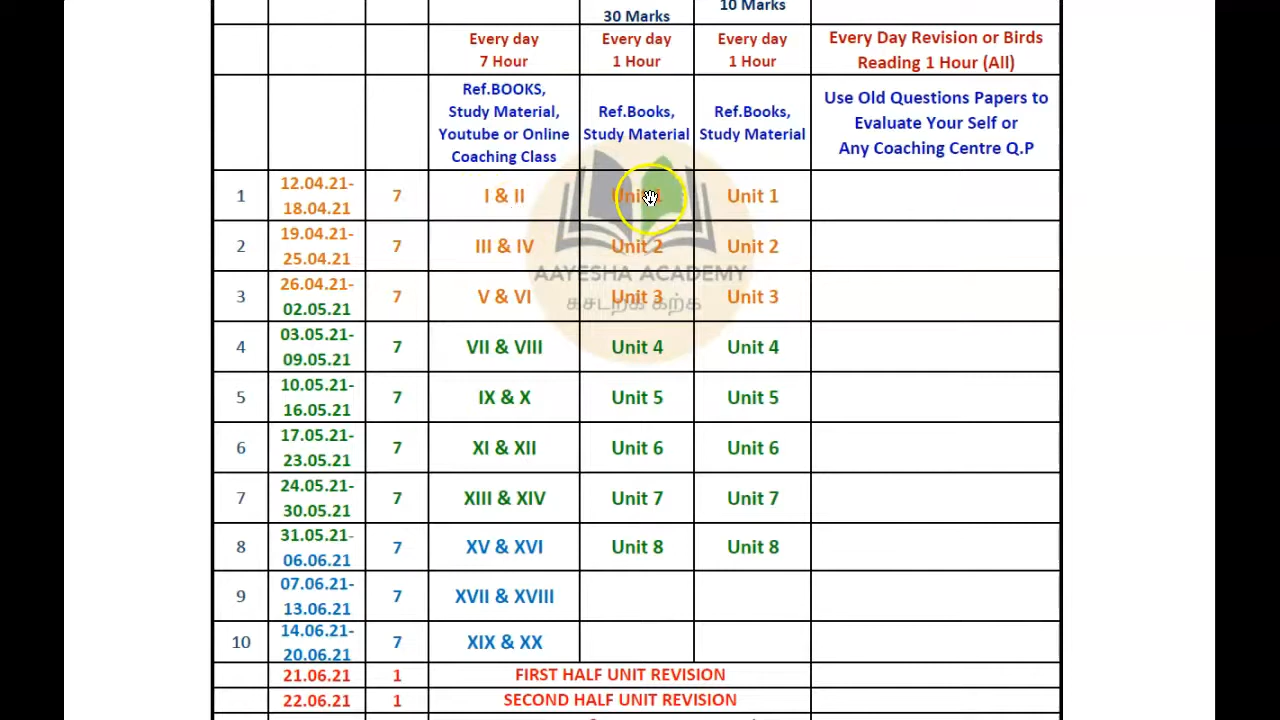 30 Marks
10 Marks
Every day
7 Hour
Every day
1 Hour
Every day
1 Hour
Every Day Revision or Birds
Reading 1 Hour (All)
Ref.BOOKS,
Study Material,
Youtube or Online
Coaching Class
Ref.Books,
Study Material
Ref.Books,
Study Material
Use Old Questions Papers to
Evaluate Your Self or
Any Coaching Centre Q.P
1
12.04.21-
18.04.21
7
I & II
Unit 1
Unit 1
2
19.04.21-
25.04.21
7
III & IV
Unit 2
Unit 2
3
26.04.21-
02.05.21
7
V & VI
Unit 3
Unit 3
4
03.05.21-
09.05.21
7
VII & VIII
Unit 4
Unit 4
5
10.05.21-
16.05.21
7
IX & X
Unit 5
Unit 5
6
17.05.21-
23.05.21
7
XI & XII
Unit 6
Unit 6
7
24.05.21-
30.05.21
7
XIII & XIV
Unit 7
Unit 7
8
31.05.21-
06.06.21
7
XV & XVI
Unit 8
Unit 8
9
07.06.21-
13.06.21
7
XVII & XVIII
10
14.06.21-
20.06.21
7
XIX & XX
21.06.21
1
FIRST HALF UNIT REVISION
22.06.21
1
SECOND HALF UNIT REVISION
AAYESHA ACADEMY
கசடறக் கற்க